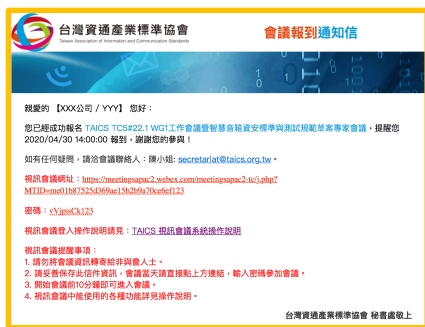 台灣資通產業標準協會
Taiwan Association of Information and Communication Standards
會議報到通知信
親愛的 【XXX公司 / YYY】 您好：
您已經成功報名 TAICS TC5#22.1 WG1工作會議暨智慧音箱資安標準與測試規範草案專家會議，提醒您
2020/04/30 14:00:00 報到，謝謝您的參與！
如有任何疑問，請洽會議聯絡人：陳小姐: secretariat@taics.org.tw。
視訊會議網址：https://meetingsapac2.webex.com/meetingsapac2-tc/j.php?
MTID=me01b87525d369ae15b2b9a70ce6ef123
密碼：vVjpisCk123
視訊會議登入操作說明請見：TAICS 視訊會議系統操作說明
視訊會議提醒事項：
1. 請勿將會議資訊轉寄給非與會人士。
2. 請妥善保存此信件資訊，會議當天請直接點上方連結，輸入密碼參加會議。
3. 開始會議前10分鐘即可進入會議。
4. 視訊會議中能使用的各種功能詳見操作說明。
台灣資通產業標準協會 秘書處敬上